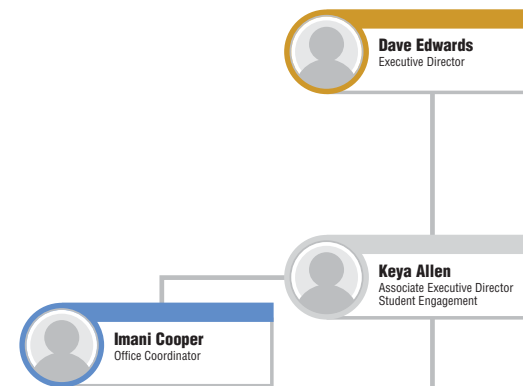 Dave Edwards
Executive Director
Keya Allen
Associate Executive Director
Student Engagement
Imani Cooper
Office Coordinator